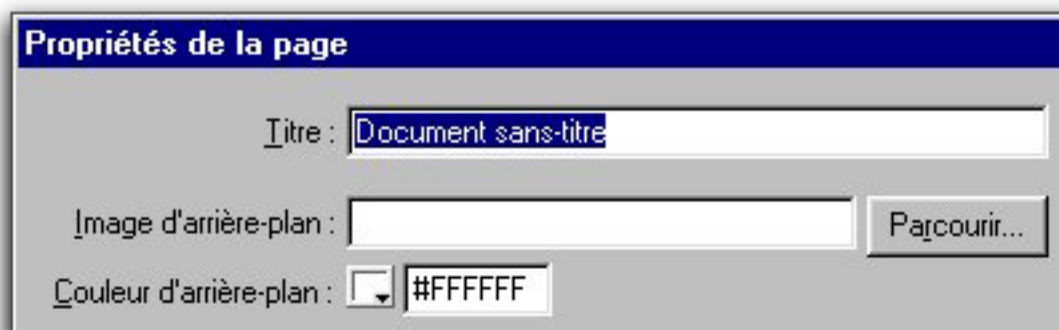 Propriétés de la page
Titre : Document sans-titre
Image d'arrière-plan : Parcourir...
Couleur d'arrière-plan : #FFFFFF